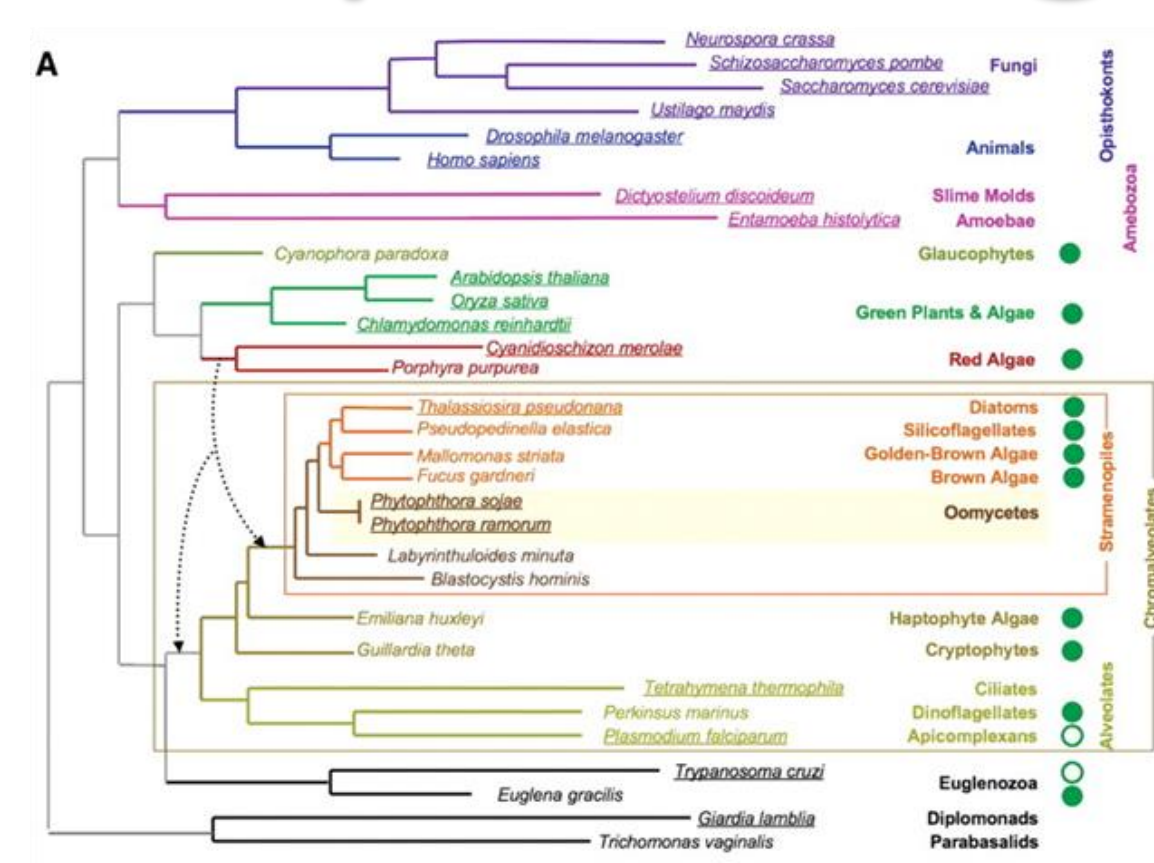 A
Neurospora crassa
Schizosaccharomyces pombe
Fungi
Saccharomyces cerevisiae
Ustilago maydis
Drosophila melanogaster
Animals
Homo sapiens
Opisthokonts
Dictyostelium discoideum
Slime Molds
Entamoeba histolytica
Amoebae
Amebozoa
Cyanophora paradoxa
Glaucophytes
Arabidopsis thaliana
Oryza sativa
Green Plants & Algae
Chlamydomonas reinhardtii
Cyanidioschizon merolae
Red Algae
Porphyra purpurea
Thalassiosira pseudonana
Diatoms
Pseudopedinella elastica
Silicoflagellates
Mallomonas striata
Golden-Brown Algae
Fucus gardneri
Brown Algae
Phytophthora sojae
Oomycetes
Phytophthora ramorum
Labyrinthuloides minuta
Blastocystis hominis
Stramenopiles
Emiliana huxleyi
Haptophyte Algae
Guillardia theta
Cryptophytes
Chromalveolates
Tetrahymena thermophila
Ciliates
Perkinsus marinus
Dinoflagellates
Plasmodium falciparum
Apicomplexans
Alveolates
Trypanosoma cruzi
Euglenozoa
Euglena gracilis
Giardia lamblia
Diplomonads
Trichomonas vaginalis
Parabasalids